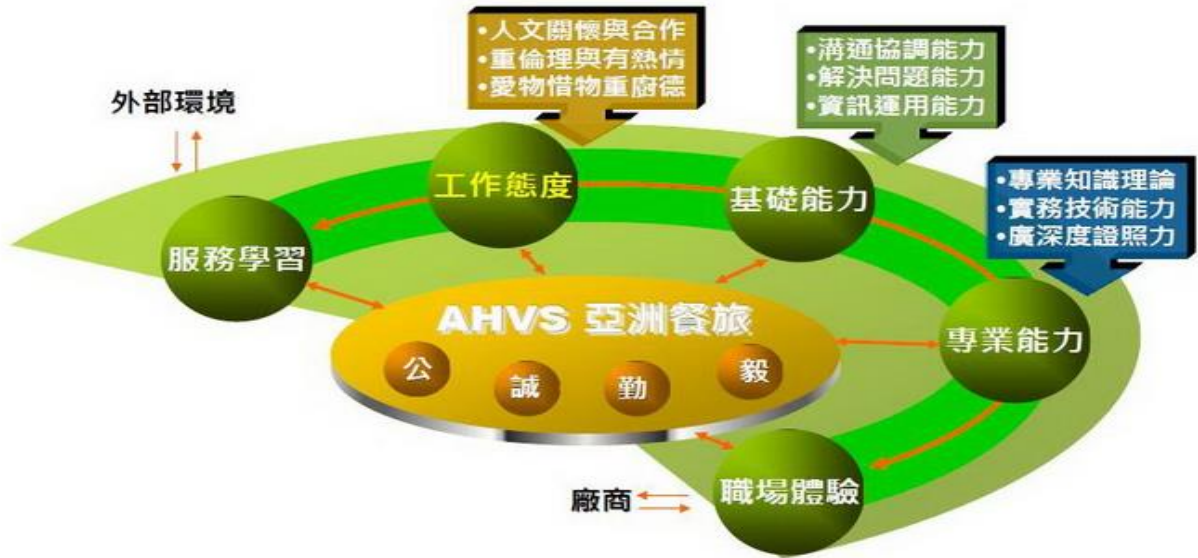 •人文關懷與合作
•重倫理與有熱情
•愛物惜物重廚德
•溝通協調能力
•解決問題能力
•資訊運用能力
外部環境
工作態度
基礎能力
•專業知識理論
•實務技術能力
•廣深度證照力
服務學習
AHVS 亞洲餐旅
專業能力
公
誠
勤
毅
職場體驗
廠商